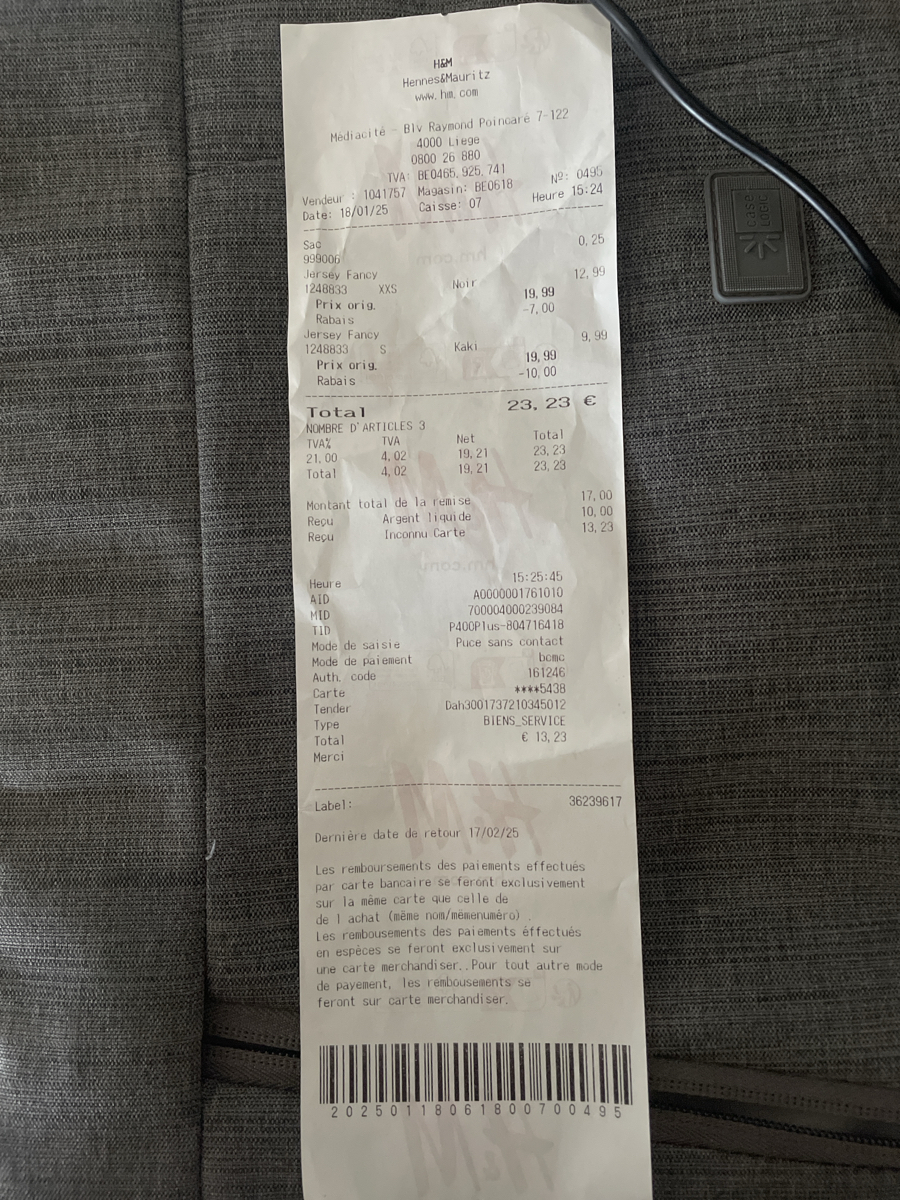 H&M
Hennes&Mauritz
www.hm.com
Médiacité - Blv Raymond Poincaré 7-122
4000 Liege
0800 26 880
TVA: BE0465.925.741
Vendeur : 1041757 Magasin: BE0618 Nº: 0495
Date: 18/01/25 Caisse: 07 Heure 15:24
Sac 0,25
999006
Jersey Fancy 12,99
1248833 XXS Noir
Prix orig. 19,99
Rabais -7,00
Jersey Fancy 9,99
1248833 S Kaki
Prix orig. 19,99
Rabais -10,00
Total 23,23 €
NOMBRE D'ARTICLES 3
TVA% TVA Net Total
21,00 4,02 19,21 23,23
Total 4,02 19,21 23,23
Montant total de la remise 17,00
Reçu Argent liquide 10,00
Reçu Inconnu Carte 13,23
Heure 15:25:45
AID A0000001761010
MID 700004000239084
TID P400Plus-804716418
Mode de saisie Puce sans contact
Mode de paiement bcmc
Auth. code 161246
Carte ****5438
Tender Dah3001737210345012
Type BIENS_SERVICE
Total € 13,23
Merci
Label: 36239617
Dernière date de retour 17/02/25
Les remboursements des paiements effectués
par carte bancaire se feront exclusivement
sur la même carte que celle de
de l achat (même nom/mêmenuméro) .
Les rembousements des paiements éffectués
en espèces se feront exclusivement sur
une carte merchandiser..Pour tout autre mode
de payement, les rembousements se
feront sur carte merchandiser.
2025011806180070049​5